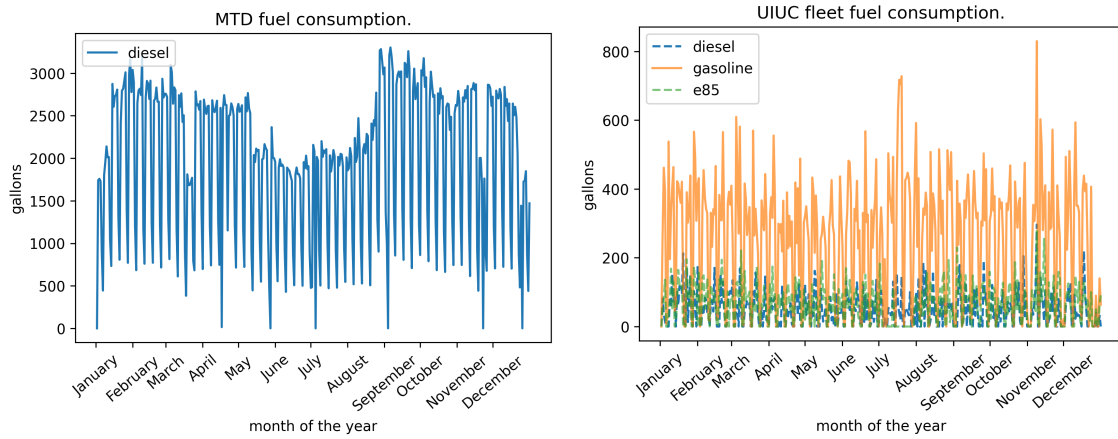 MTD fuel consumption.
diesel
gallons
3000
2500
2000
1500
1000
500
0
January
February
March
April
May
June
July
August
September
October
November
December
month of the year
UIUC fleet fuel consumption.
diesel
gasoline
e85
gallons
800
600
400
200
0
January
February
March
April
May
June
July
August
September
October
November
December
month of the year